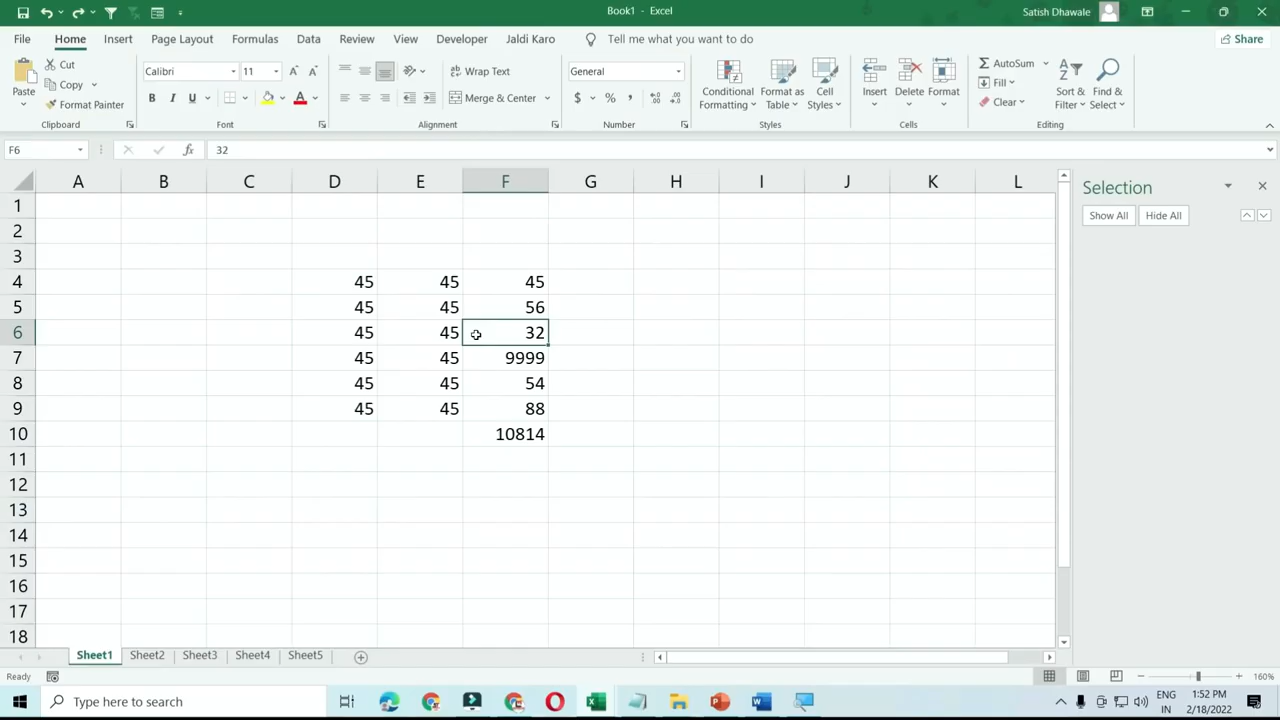 Book1 - Excel
Satish Dhawale
File Home Insert Page Layout Formulas Data Review View Developer Jaldi Karo Tell me what you want to do Share
Paste
Cut
Copy
Format Painter
Clipboard
Calibri 11
B I U
Font
Wrap Text
Merge & Center
Alignment
General
$ % ,
Number
Conditional Formatting
Format as Table
Cell Styles
Styles
Insert Delete Format
Cells
AutoSum
Fill
Clear
Sort & Filter
Find & Select
Editing
F6 fx 32
A B C D E F G H I J K L
1
2
3
4 45 45 45
5 45 45 56
6 45 45 32
7 45 45 9999
8 45 45 54
9 45 45 88
10 10814
11
12
13
14
15
16
17
18
Selection
Show All Hide All
Sheet1 Sheet2 Sheet3 Sheet4 Sheet5
Ready 160%
Type here to search
ENG
IN
1:52 PM
2/18/2022